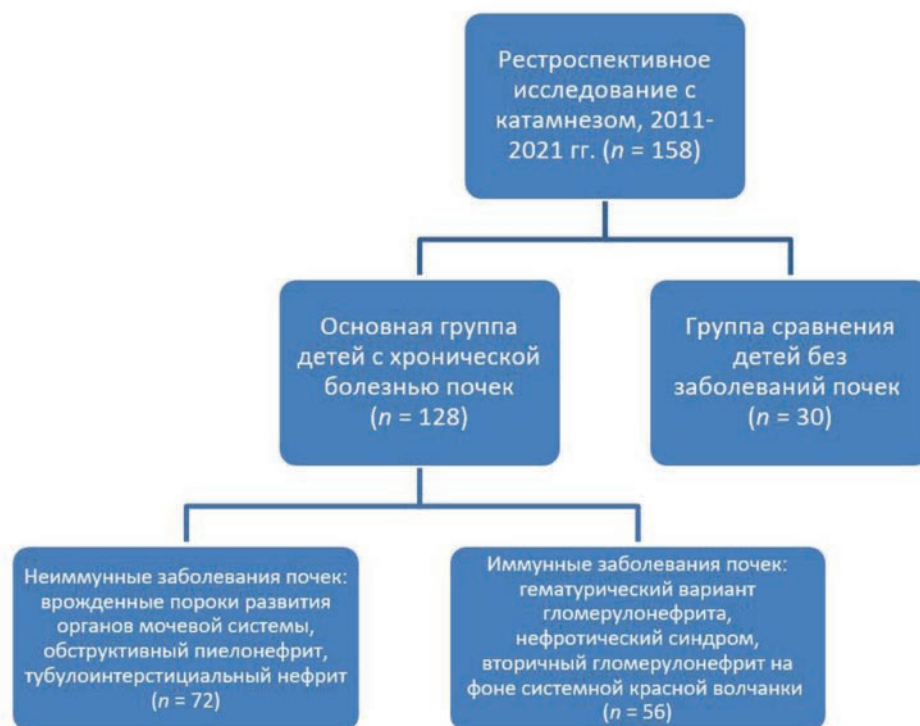 Рестроспективное
исследование с
катамнезом, 2011-
2021 гг. (n = 158)
Основная группа
детей с хронической
болезнью почек
(n = 128)
Группа сравнения
детей без
заболеваний почек
(n = 30)
Неиммунные заболевания почек:
врожденные пороки развития
органов мочевой системы,
обструктивный пиелонефрит,
тубулоинтерстициальный нефрит
(n = 72)
Иммунные заболевания почек:
гематурический вариант
гломерулонефрита,
нефротический синдром,
вторичный гломерулонефрит на
фоне системной красной волчанки
(n = 56)